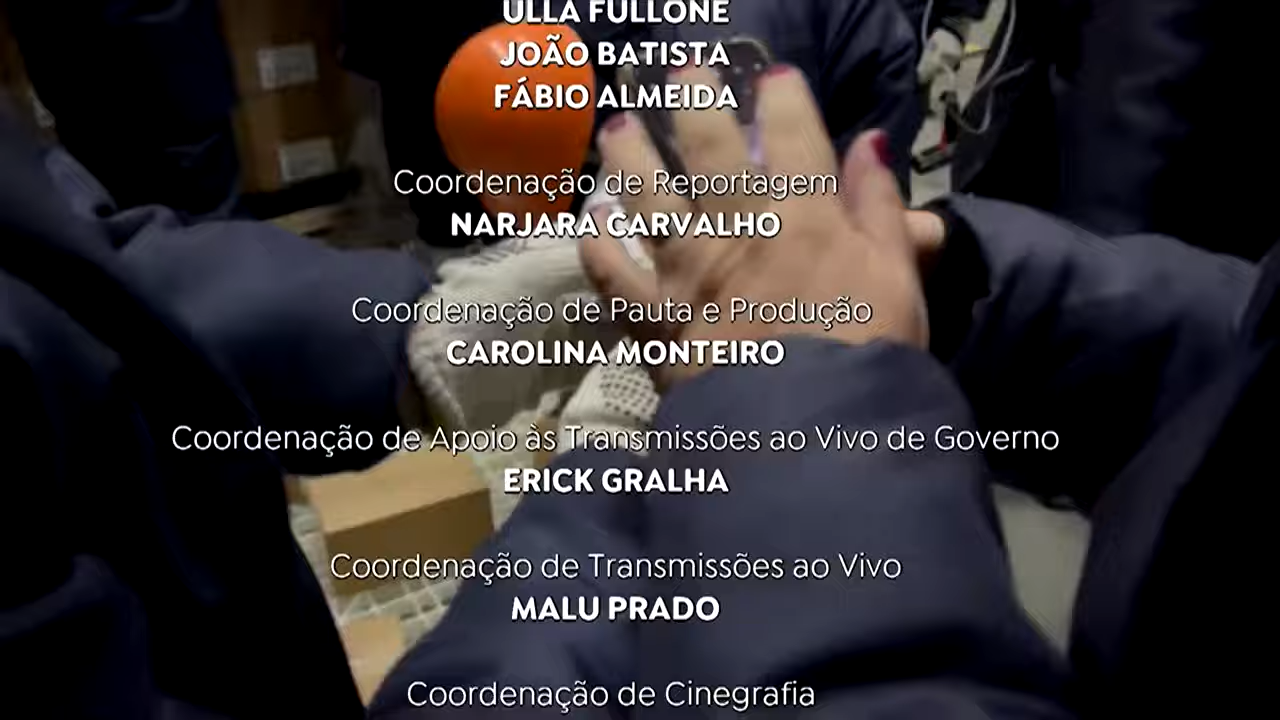 ULLA FULLONE
JOÃO BATISTA
FÁBIO ALMEIDA
Coordenação de Reportagem
NARJARA CARVALHO
Coordenação de Pauta e Produção
CAROLINA MONTEIRO
Coordenação de Apoio às Transmissões ao Vivo de Governo
ERICK GRALHA
Coordenação de Transmissões ao Vivo
MALU PRADO
Coordenação de Cinegrafia